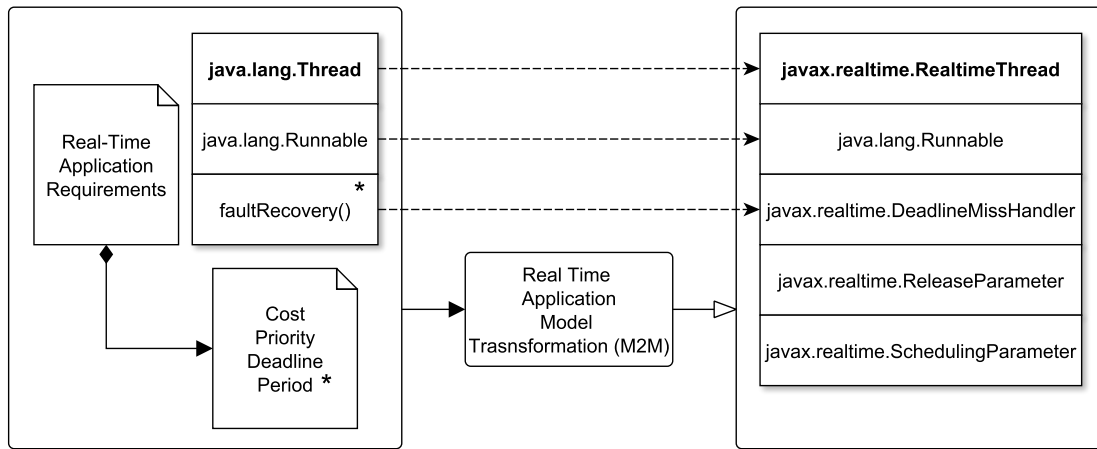 java.lang.Thread
java.lang.Runnable
*
faultRecovery()
Real-Time
Application
Requirements
Cost
Priority
Deadline
Period *
Real Time
Application
Model
Trasnsformation (M2M)
javax.realtime.RealtimeThread
java.lang.Runnable
javax.realtime.DeadlineMissHandler
javax.realtime.ReleaseParameter
javax.realtime.SchedulingParameter